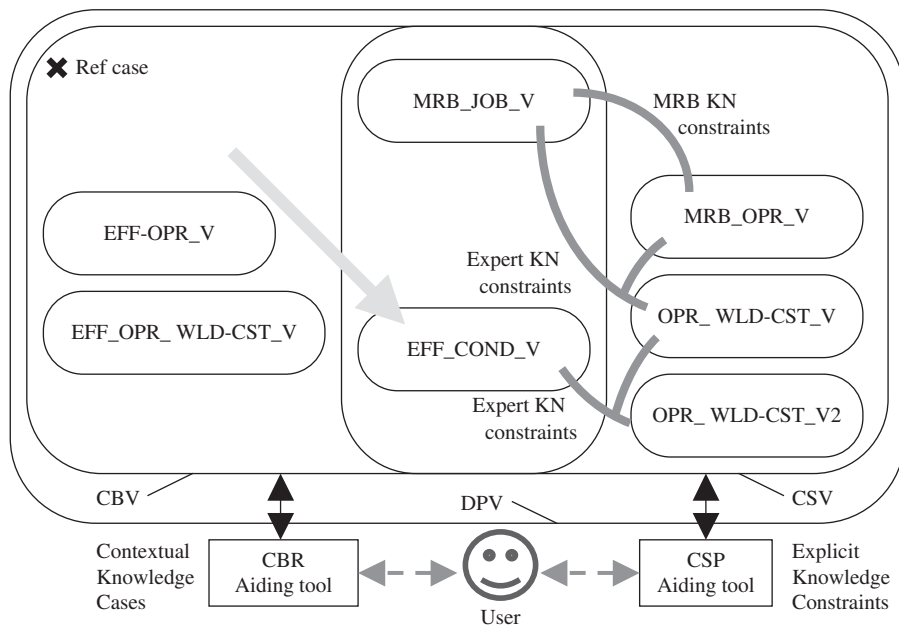 Ref case
MRB_JOB_V
MRB KN
constraints
MRB_OPR_V
EFF-OPR_V
Expert KN
constraints
EFF_OPR_ WLD-CST_V
OPR_ WLD-CST_V
EFF_COND_V
Expert KN
constraints
OPR_ WLD-CST_V2
CBV
DPV
CSV
Contextual
Knowledge
Cases
CBR
Aiding tool
User
CSP
Aiding tool
Explicit
Knowledge
Constraints